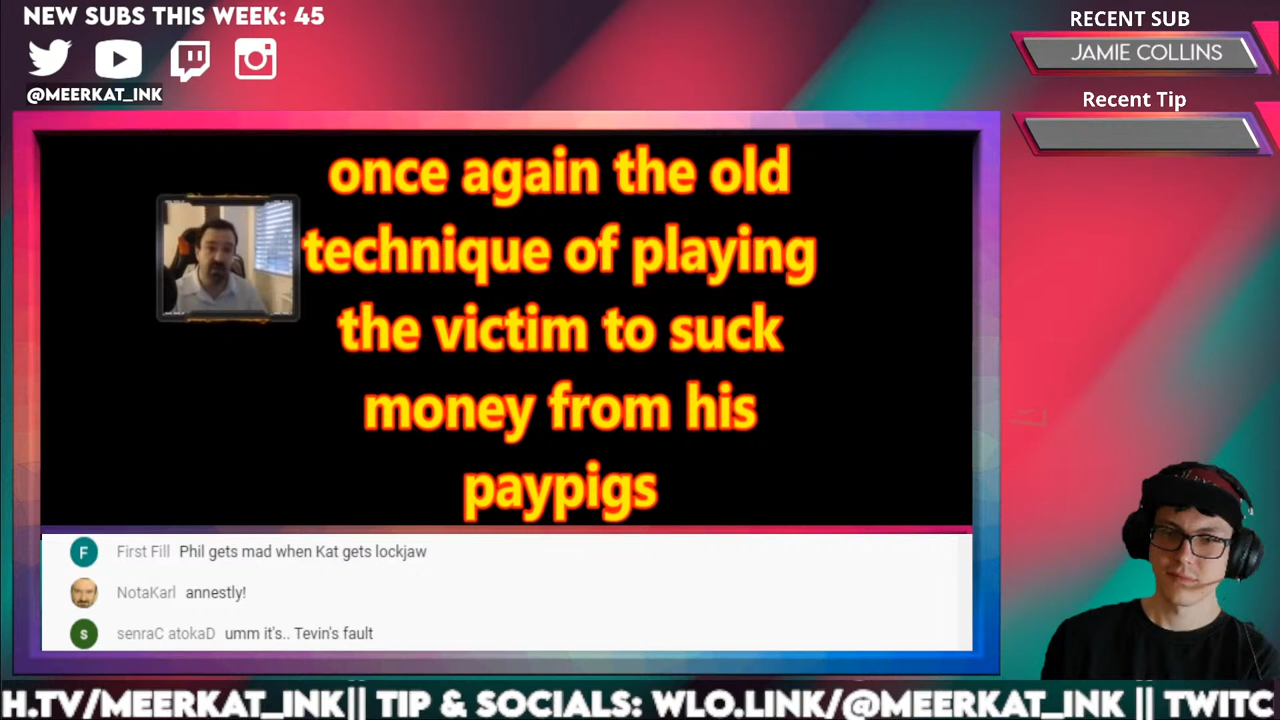 NEW SUBS THIS WEEK: 45
@MEERKAT_INK
RECENT SUB
JAMIE COLLINS
Recent Tip
once again the old
technique of playing
the victim to suck
money from his
paypigs
F First Fill Phil gets mad when Kat gets lockjaw
NotaKarl annestly!
s senraC atokaD umm it's.. Tevin's fault
H.TV/MEERKAT_INK|| TIP & SOCIALS: WLO.LINK/@MEERKAT_INK || TWITC